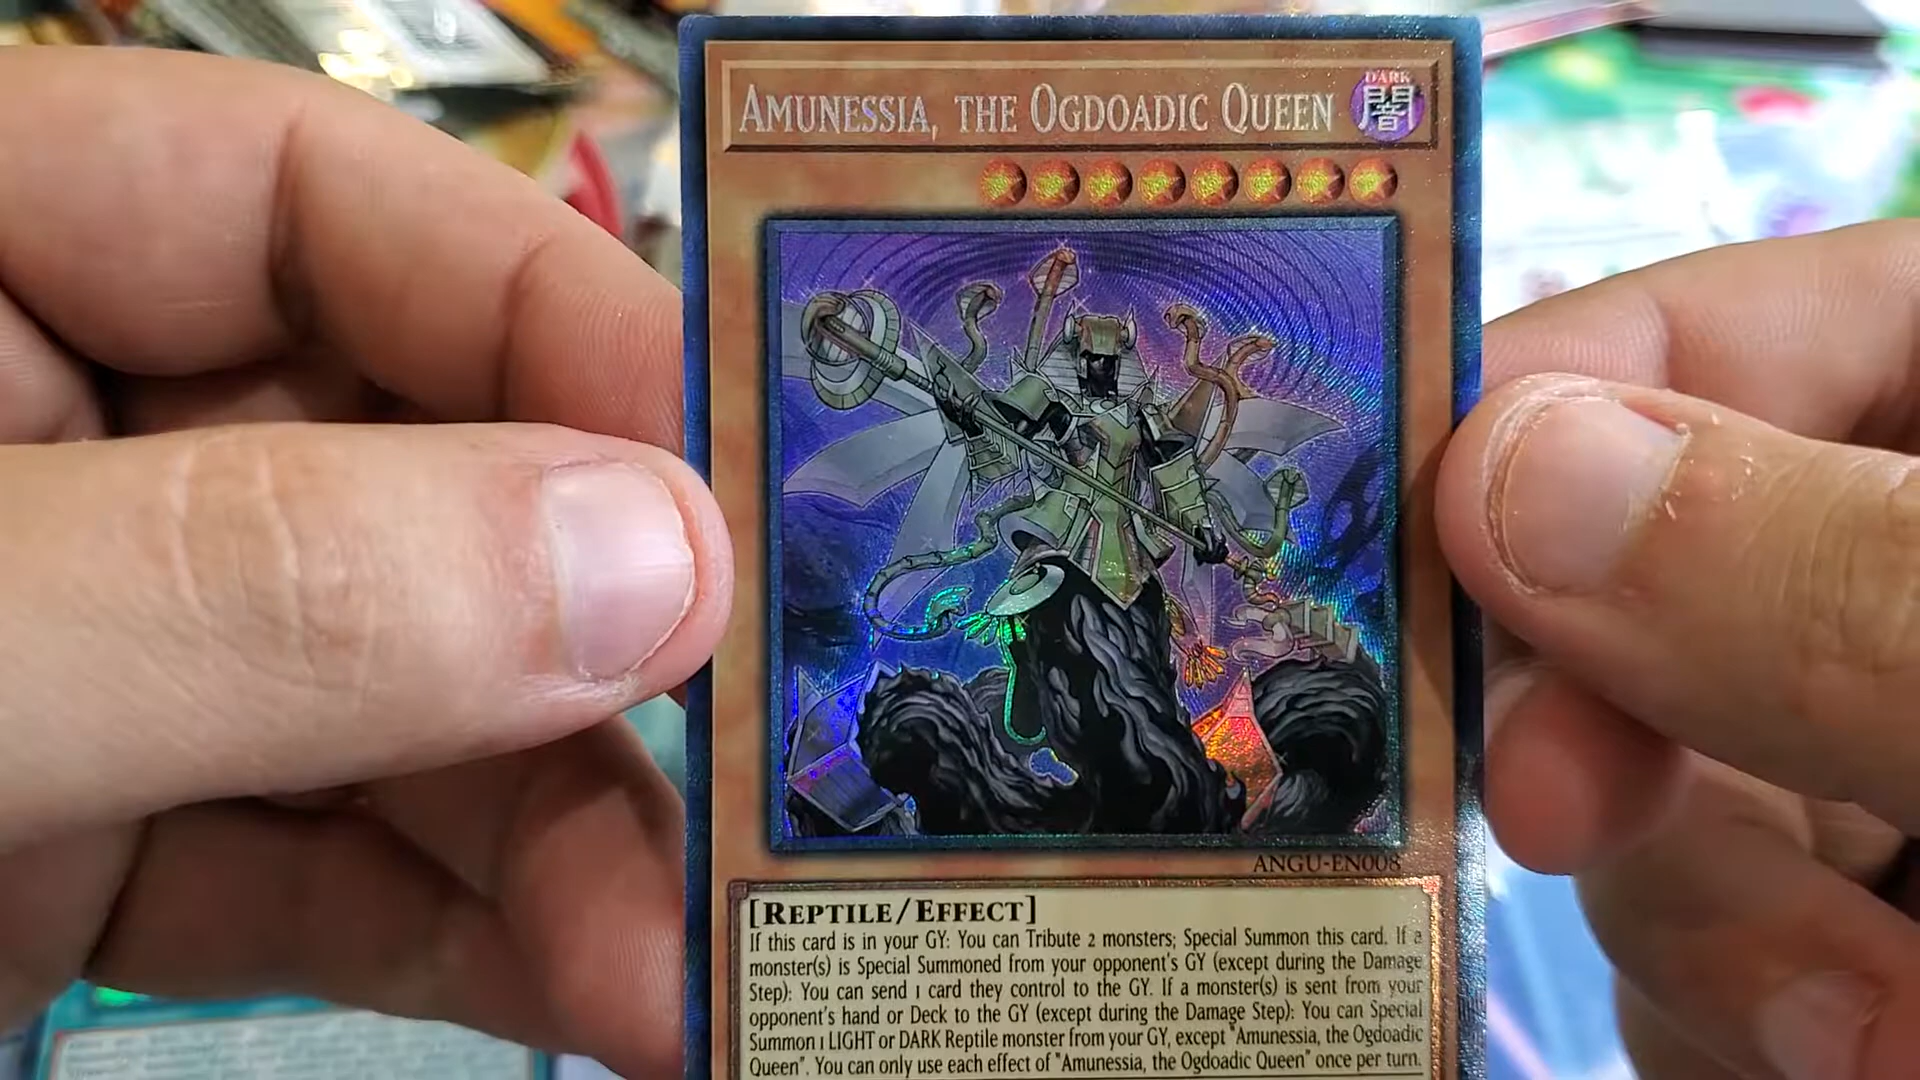 AMUNESSIA, THE OGDOADIC QUEEN
DARK
闇
ANGU-EN008
[REPTILE/EFFECT]
If this card is in your GY: You can Tribute 2 monsters; Special Summon this card. If a
monster(s) is Special Summoned from your opponent's GY (except during the Damage
Step): You can send 1 card they control to the GY. If a monster(s) is sent from your
opponent's hand or Deck to the GY (except during the Damage Step): You can Special
Summon 1 LIGHT or DARK Reptile monster from your GY, except "Amunessia, the Ogdoadic
Queen". You can only use each effect of "Amunessia, the Ogdoadic Queen" once per turn.